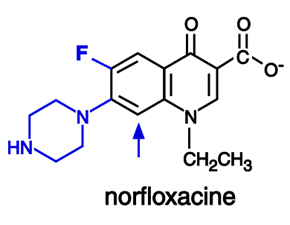 O O
F
O-
N N
HN
CH2CH3
norfloxacine